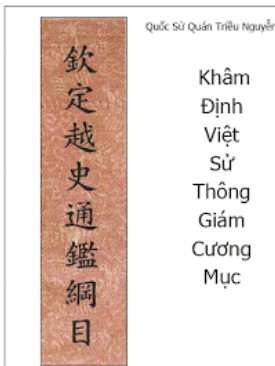 Quốc Sử Quán Triều Nguyễn
欽定越史通鑑綱目
Khâm
Định
Việt
Sử
Thông
Giám
Cương
Mục